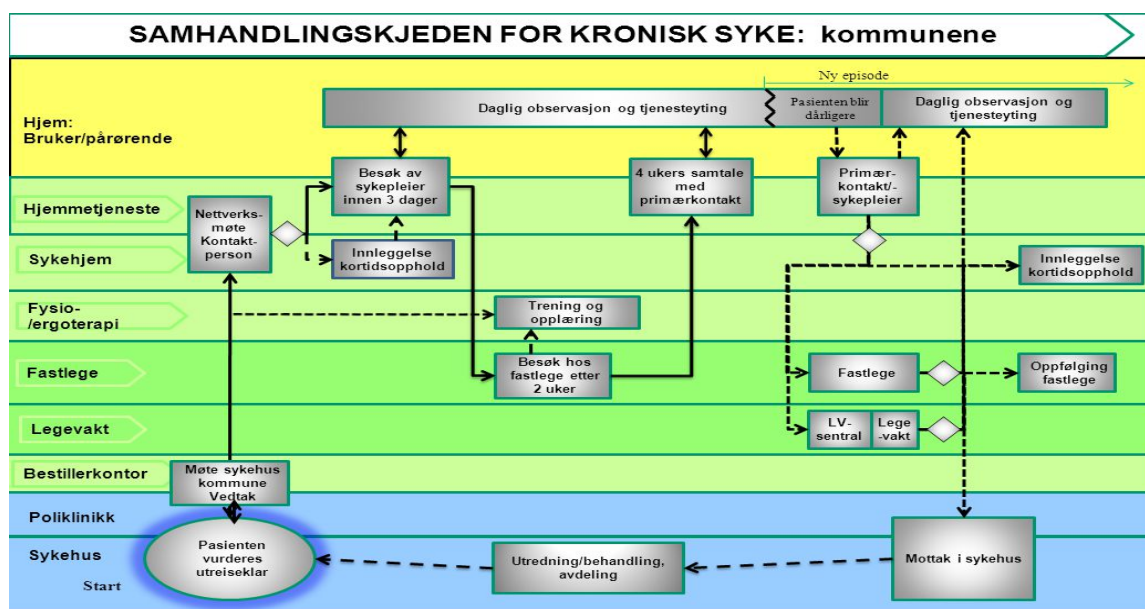 SAMHANDLINGSKJEDEN FOR KRONISK SYKE: kommunene
Ny episode
Hjem:
Bruker/pårørende
Daglig observasjon og tjenesteyting
Pasienten blir
dårligere
Daglig observasjon og
tjenesteyting
Besøk av
sykepleier
innen 3 dager
4 ukers samtale
med
primærkontakt
Primær-
kontakt/-
sykepleier
Hjemmetjeneste
Nettverks-
møte
Kontakt-
person
Sykehjem
Innleggelse
kortidsopphold
Innleggelse
kortidsopphold
Fysio-
/ergoterapi
Trening og
opplæring
Fastlege
Besøk hos
fastlege etter
2 uker
Fastlege
Oppfølging
fastlege
Legevakt
LV-
sentral
Lege
-vakt
Bestillerkontor
Møte sykehus
kommune
Vedtak
Poliklinikk
Sykehus
Start
Pasienten
vurderes
utreiseklar
Utredning/behandling,
avdeling
Mottak i sykehus